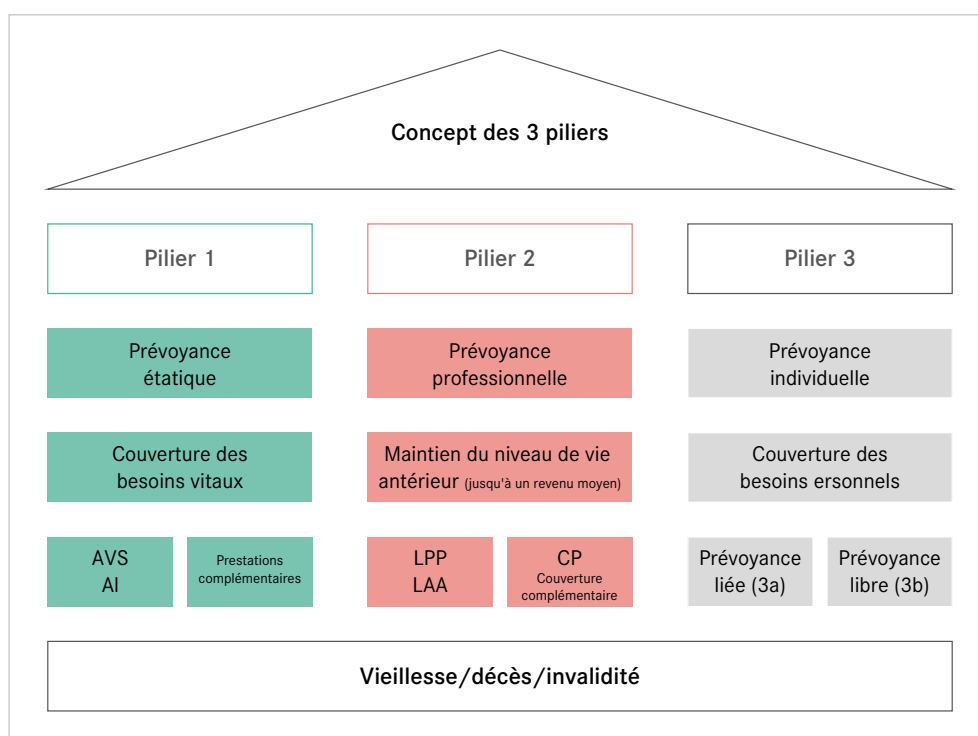 Concept des 3 piliers
Pilier 1
Pilier 2
Pilier 3
Prévoyance
étatique
Prévoyance
professionnelle
Prévoyance
individuelle
Couverture des
besoins vitaux
Maintien du niveau de vie
antérieur (jusqu'à un revenu moyen)
Couverture des
besoins ersonnels
AVS
AI
Prestations
complémentaires
LPP
LAA
CP
Couverture
complémentaire
Prévoyance
liée (3a)
Prévoyance
libre (3b)
Vieillesse/décès/invalidité